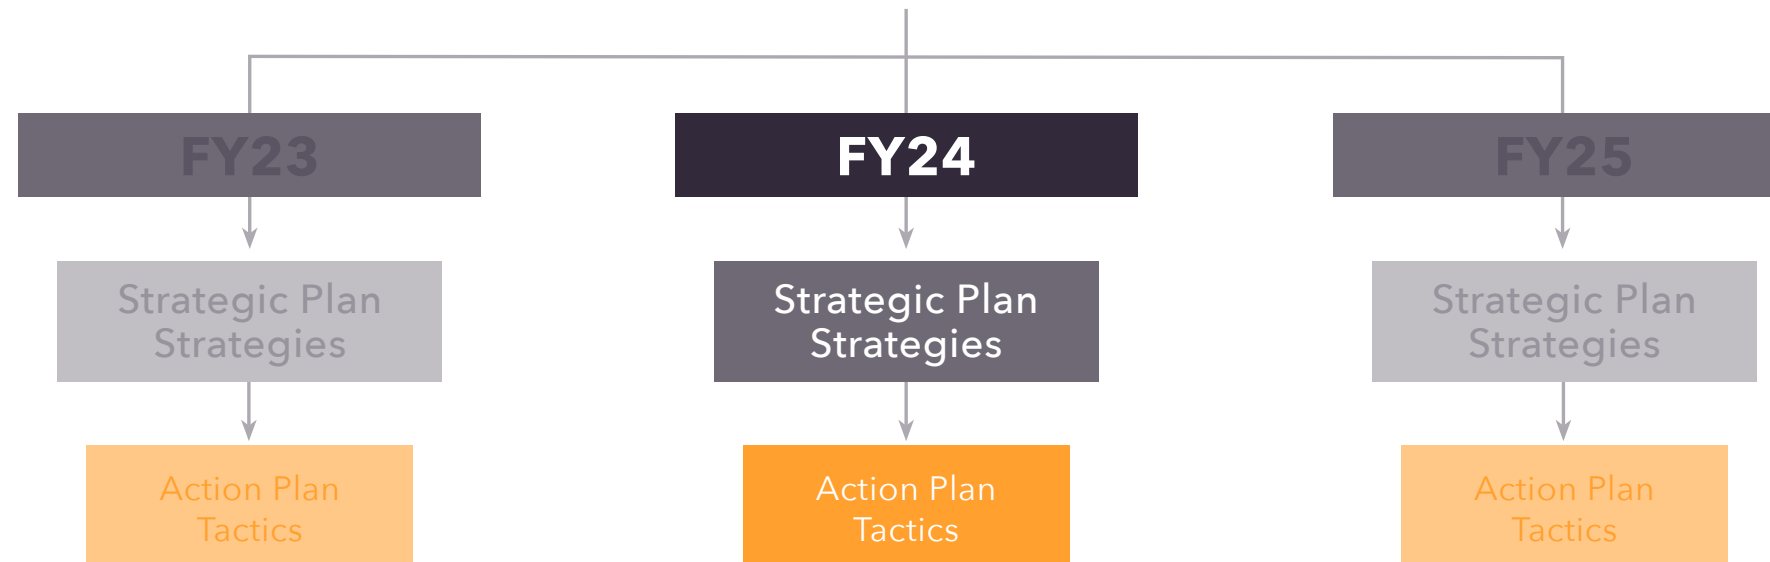 FY23
FY24
FY25
Strategic Plan
Strategies
Strategic Plan
Strategies
Strategic Plan
Strategies
Action Plan
Tactics
Action Plan
Tactics
Action Plan
Tactics